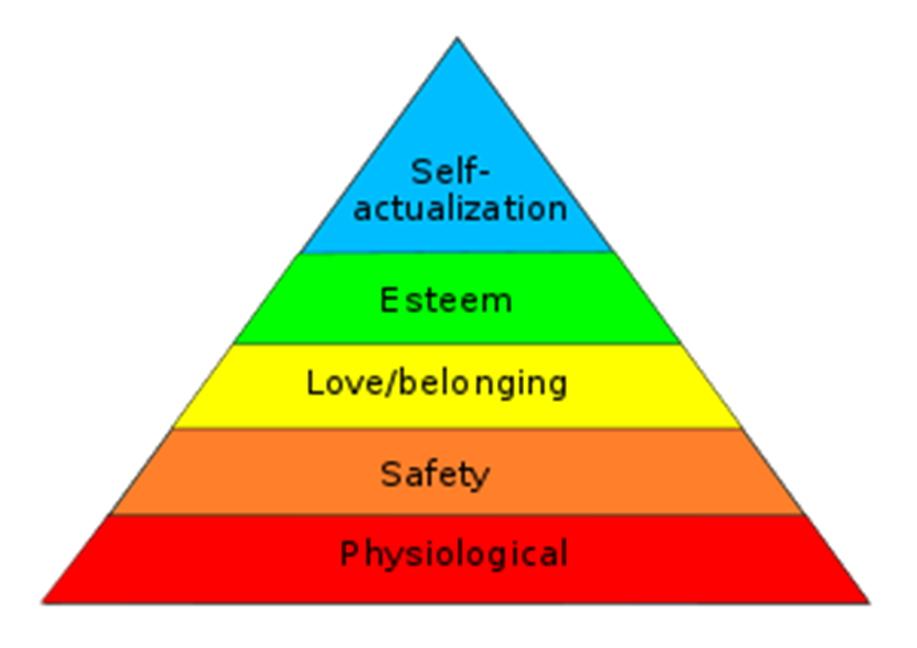 Self-
actualization
Esteem
Love/belonging
Safety
Physiological